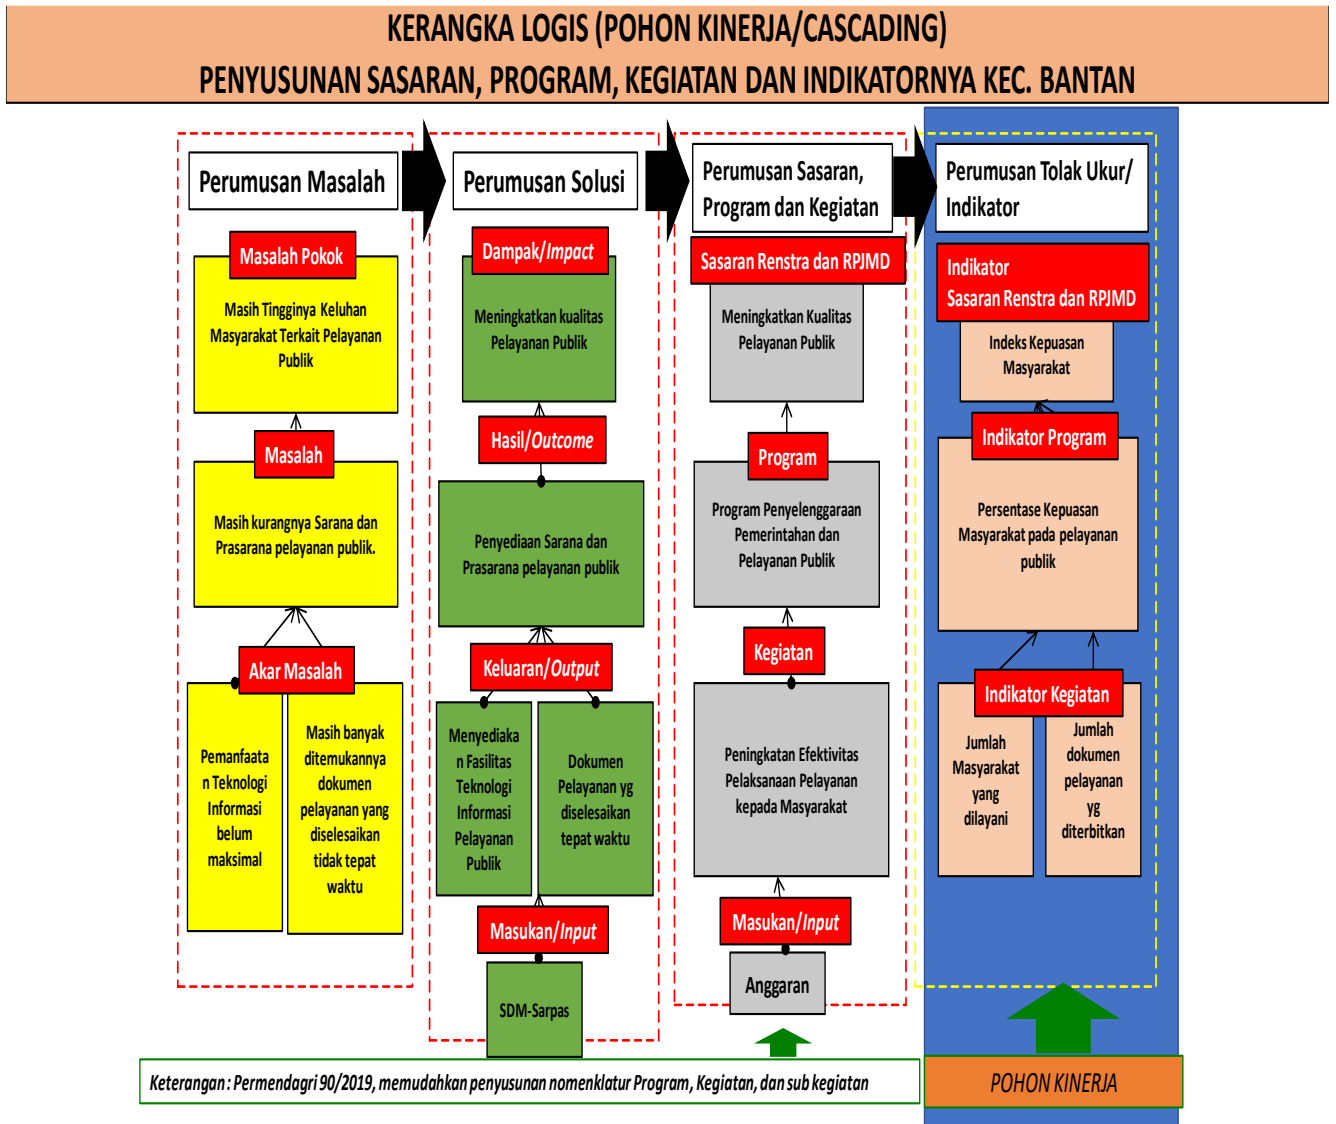 KERANGKA LOGIS (POHON KINERJA/CASCADING)
PENYUSUNAN SASARAN, PROGRAM, KEGIATAN DAN INDIKATORNYA KEC. BANTAN
Perumusan Masalah
Masalah Pokok
Masih Tingginya Keluhan
Masyarakat Terkait Pelayanan
Publik
Masalah
Masih kurangnya Sarana dan
Prasarana pelayanan publik.
Akar Masalah
Pemanfaata
n Teknologi
Informasi
belum
maksimal
Masih banyak
ditemukannya
dokumen
pelayanan yang
diselesaikan
tidak tepat
waktu
Perumusan Solusi
Dampak/Impact
Meningkatkan kualitas
Pelayanan Publik
Hasil/Outcome
Penyediaan Sarana dan
Prasarana pelayanan publik
Keluaran/Output
Menyediaka
n Fasilitas
Teknologi
Informasi
Pelayanan
Publik
Dokumen
Pelayanan yg
diselesaikan
tepat waktu
Masukan/Input
SDM-Sarpas
Perumusan Sasaran,
Program dan Kegiatan
Sasaran Renstra dan RPJMD
Meningkatkan Kualitas
Pelayanan Publik
Program
Program Penyelenggaraan
Pemerintahan dan
Pelayanan Publik
Kegiatan
Peningkatan Efektivitas
Pelaksanaan Pelayanan
kepada Masyarakat
Masukan/Input
Anggaran
Perumusan Tolak Ukur/
Indikator
Indikator
Sasaran Renstra dan RPJMD
Indeks Kepuasan
Masyarakat
Indikator Program
Persentase Kepuasan
Masyarakat pada pelayanan
publik
Indikator Kegiatan
Jumlah
Masyarakat
yang
dilayani
Jumlah
dokumen
pelayanan
yg
diterbitkan
Keterangan : Permendagri 90/2019, memudahkan penyusunan nomenklatur Program, Kegiatan, dan sub kegiatan
POHON KINERJA